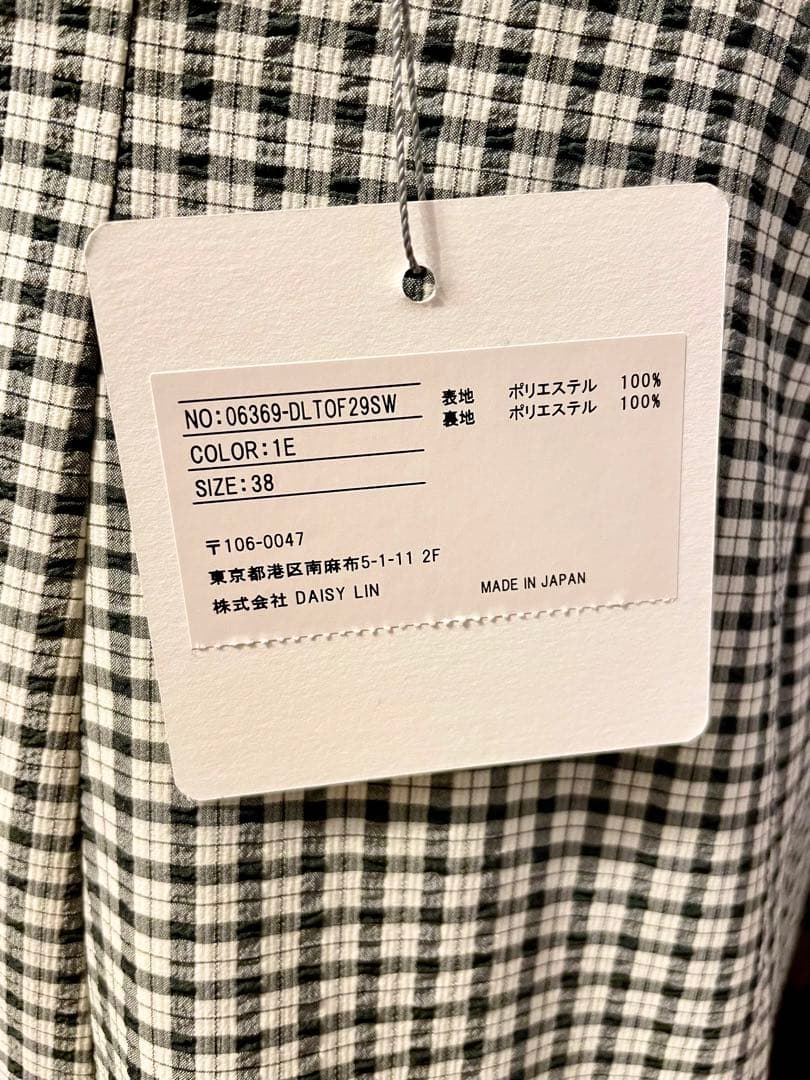 NO:06369-DLTOF29SW
COLOR:1E
SIZE:38
表地 ポリエステル 100%
裏地 ポリエステル 100%
〒106-0047
東京都港区南麻布5-1-11 2F
株式会社 DAISY LIN
MADE IN JAPAN